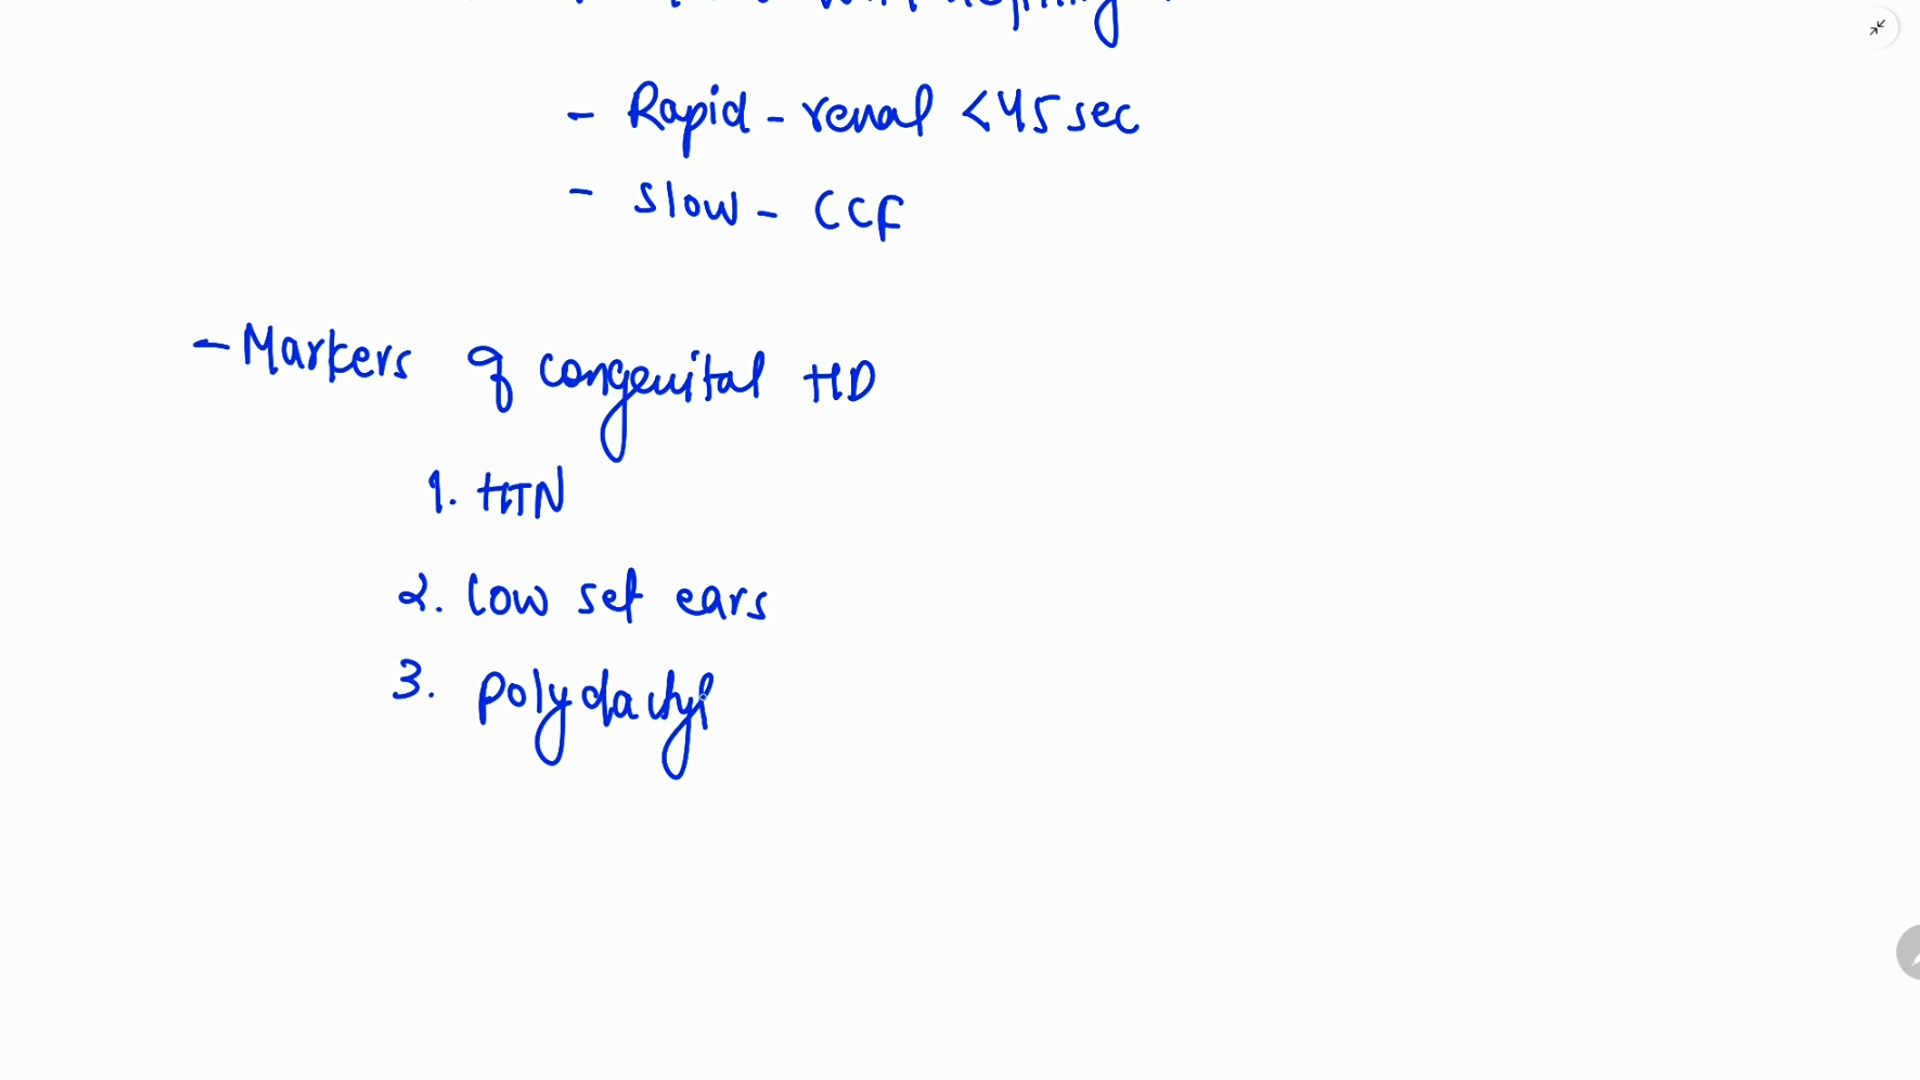 - Rapid - renal <45 sec
- slow - CCF
- Markers of congenital HD
1. HTN
2. low set ears
3. polydactyl